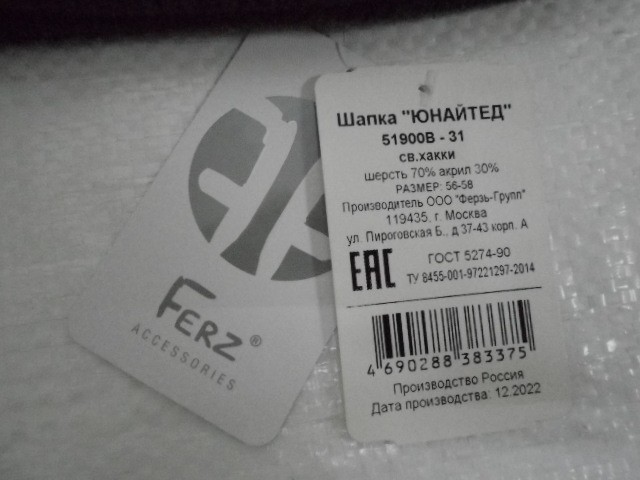 Шапка "ЮНАЙТЕД"
51900В - 31
св.хакки
шерсть 70% акрил 30%
РАЗМЕР: 56-58
Производитель ООО "Ферзь-Групп"
119435, г. Москва
ул. Пироговская Б., д 37-43 корп. А
ЕАС
ГОСТ 5274-90
ТУ 8455-001-97221297-2014
4 690288 383375
Производство Россия
Дата производства: 12.2022
FERZ ®
ACCESSORIES